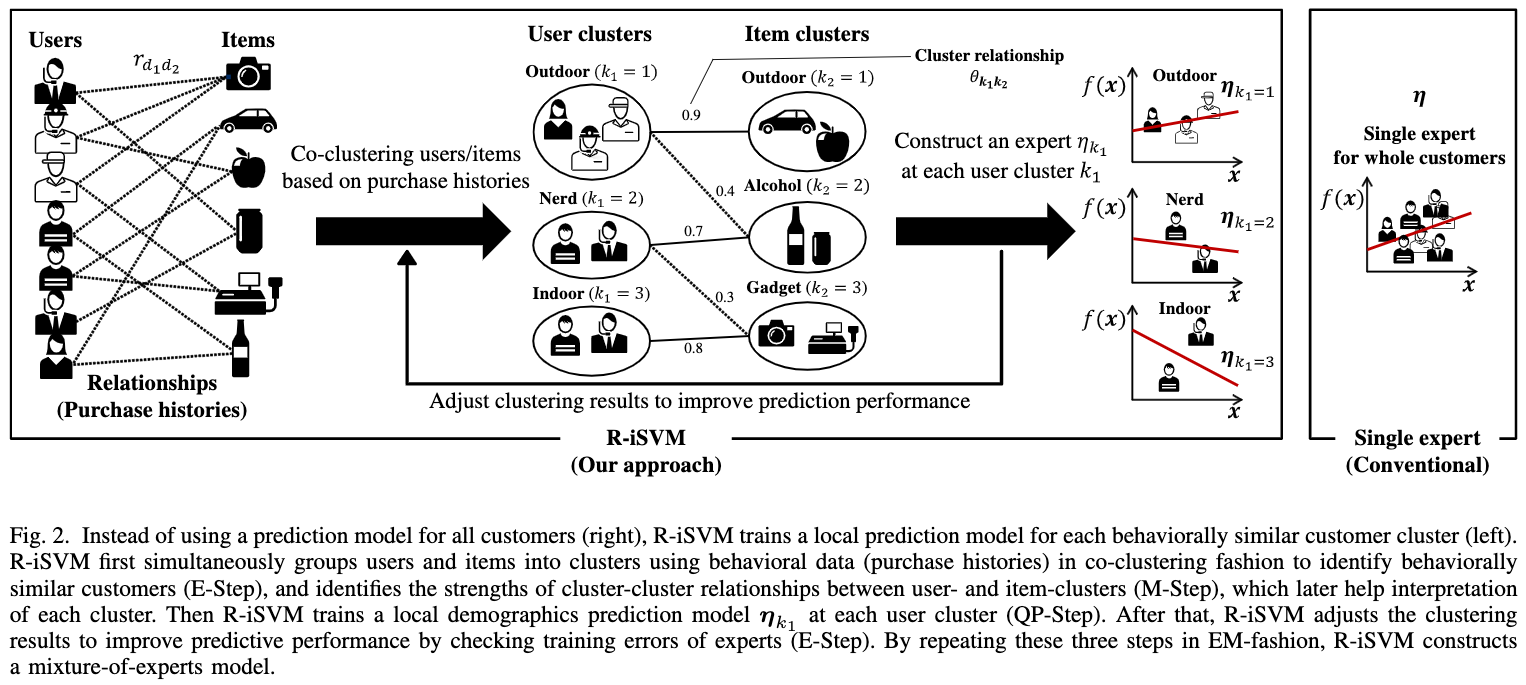 Users
Items
r_{d_1 d_2}
Relationships
(Purchase histories)
Co-clustering users/items
based on purchase histories
User clusters
Item clusters
Outdoor (k_1 = 1)
Outdoor (k_2 = 1)
Cluster relationship
θ_{k_1 k_2}
0.9
0.4
Nerd (k_1 = 2)
Alcohol (k_2 = 2)
0.7
0.3
Indoor (k_1 = 3)
Gadget (k_2 = 3)
0.8
Adjust clustering results to improve prediction performance
Construct an expert η_{k_1}
at each user cluster k_1
f(x)
Outdoor
η_{k_1=1}
x
f(x)
Nerd
η_{k_1=2}
x
f(x)
Indoor
η_{k_1=3}
x
R-iSVM
(Our approach)
η
Single expert
for whole customers
f(x)
x
Single expert
(Conventional)
Fig. 2. Instead of using a prediction model for all customers (right), R-iSVM trains a local prediction model for each behaviorally similar customer cluster (left).
R-iSVM first simultaneously groups users and items into clusters using behavioral data (purchase histories) in co-clustering fashion to identify behaviorally
similar customers (E-Step), and identifies the strengths of cluster-cluster relationships between user- and item-clusters (M-Step), which later help interpretation
of each cluster. Then R-iSVM trains a local demographics prediction model η_{k_1} at each user cluster (QP-Step). After that, R-iSVM adjusts the clustering
results to improve predictive performance by checking training errors of experts (E-Step). By repeating these three steps in EM-fashion, R-iSVM constructs
a mixture-of-experts model.